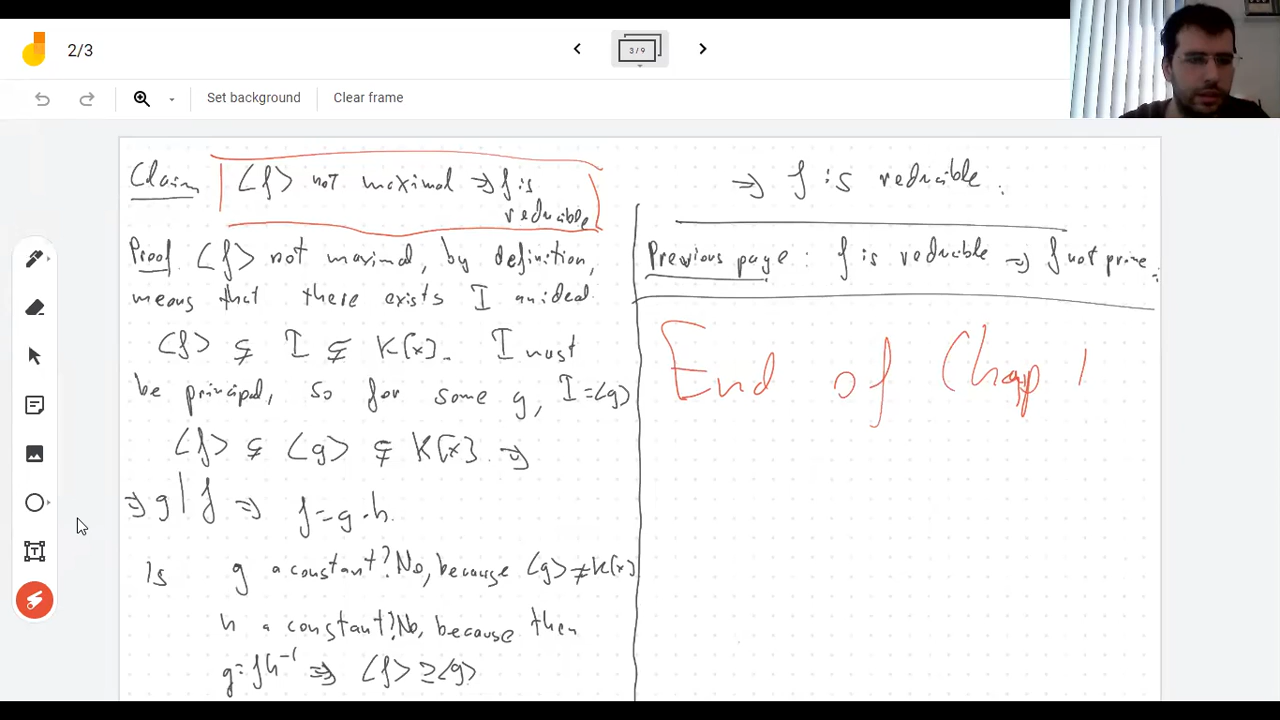 2/3
3/9
Set background
Clear frame
Claim ⟨f⟩ not maximal ⇒ f is
reducible
Proof ⟨f⟩ not maximal, by definition,
means that there exists I an ideal.
⟨f⟩ ⊊ I ⊊ K[x]. I must
be principal, so for some g, I=⟨g⟩
⟨f⟩ ⊊ ⟨g⟩ ⊊ K[x] ⇒
⇒ g | f ⇒ f=g·h.
Is g a constant? No, because ⟨g⟩≠K[x]
h a constant? No, because then
g=fh⁻¹ ⇒ ⟨f⟩ ⊇ ⟨g⟩
⇒ f is reducible.
Previous page: f is reducible ⇒ f not prime.
End of Chap 1